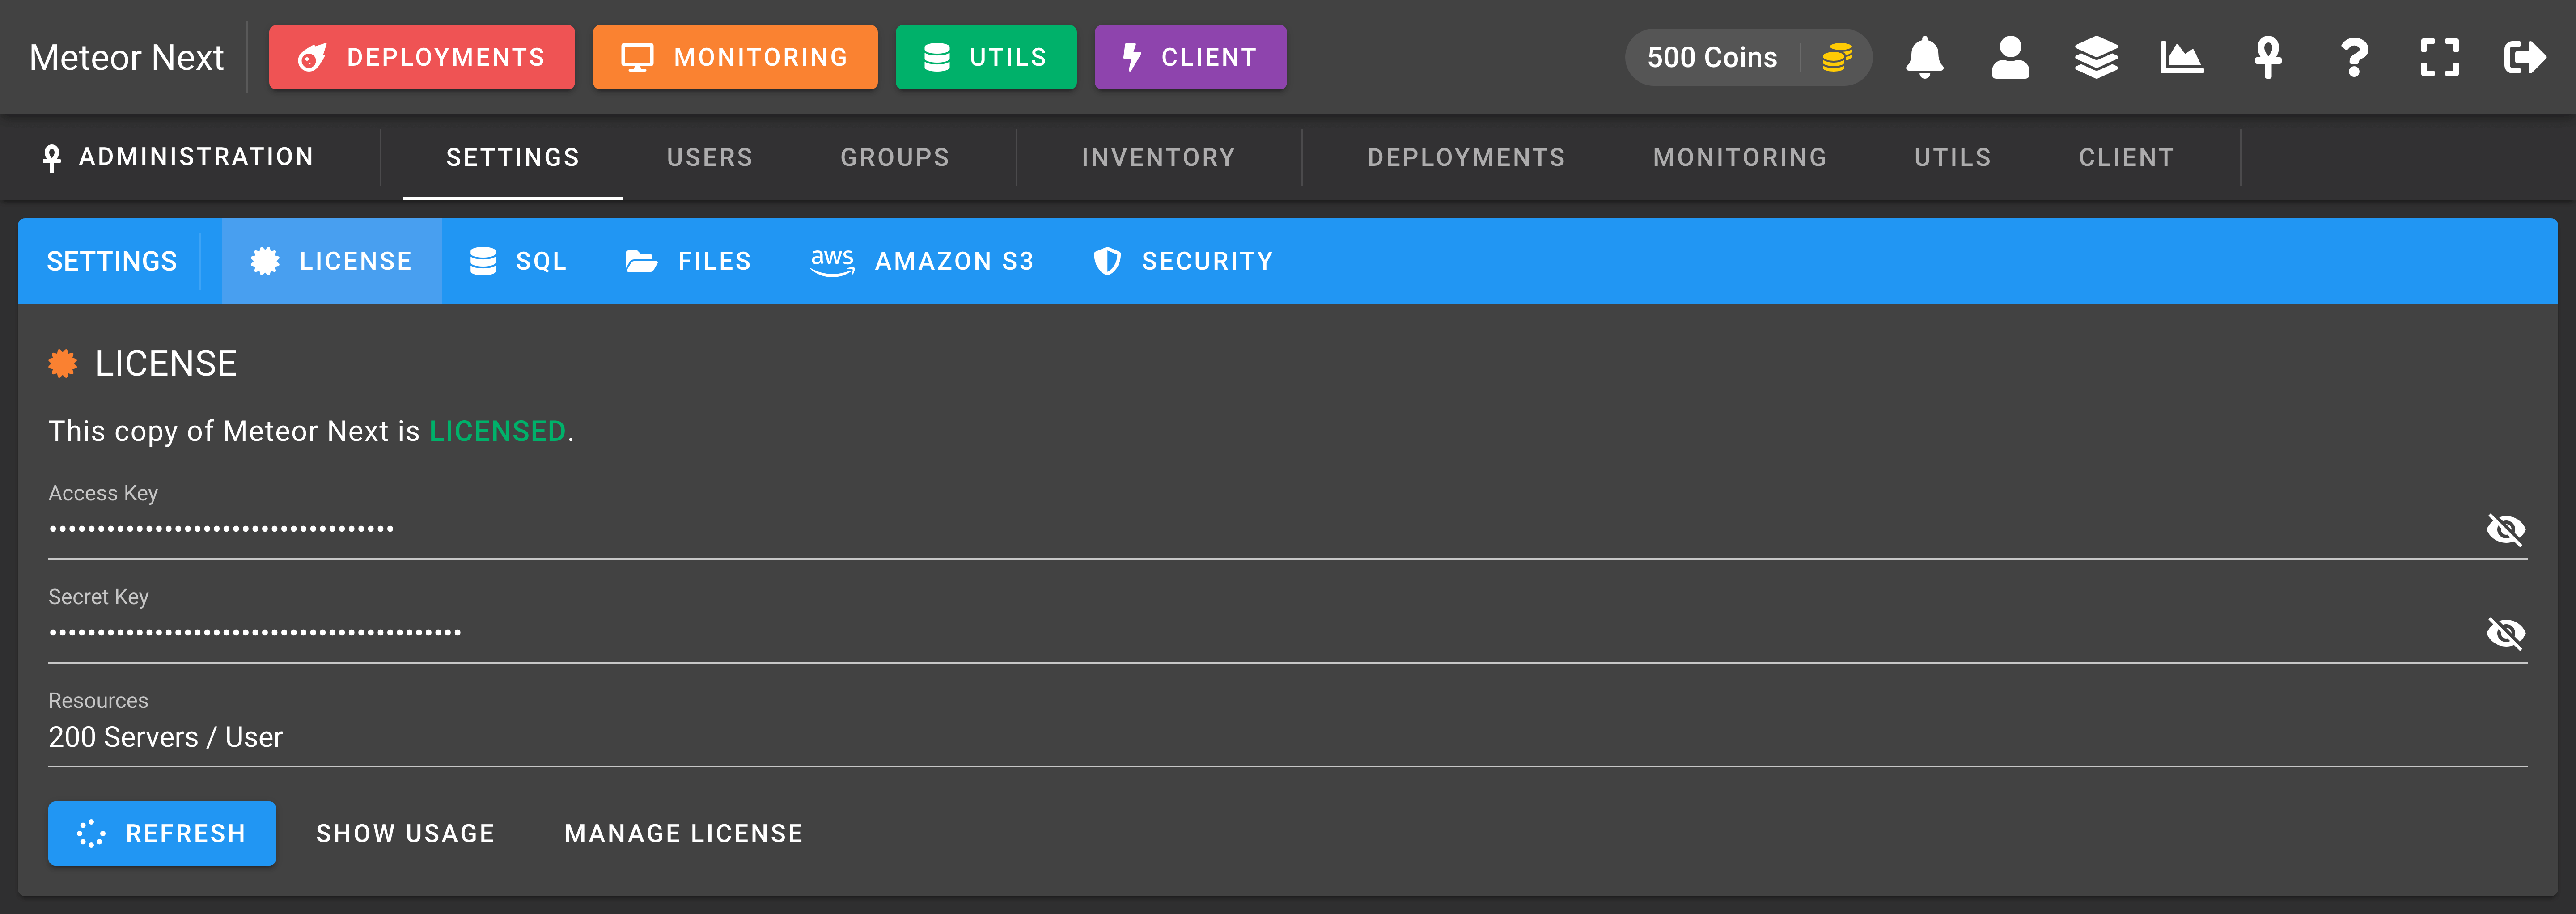 Meteor Next DEPLOYMENTS MONITORING UTILS CLIENT 500 Coins
ADMINISTRATION SETTINGS USERS GROUPS INVENTORY DEPLOYMENTS MONITORING UTILS CLIENT
SETTINGS LICENSE SQL FILES aws AMAZON S3 SECURITY
LICENSE
This copy of Meteor Next is LICENSED.
Access Key
Secret Key
Resources
200 Servers / User
REFRESH SHOW USAGE MANAGE LICENSE